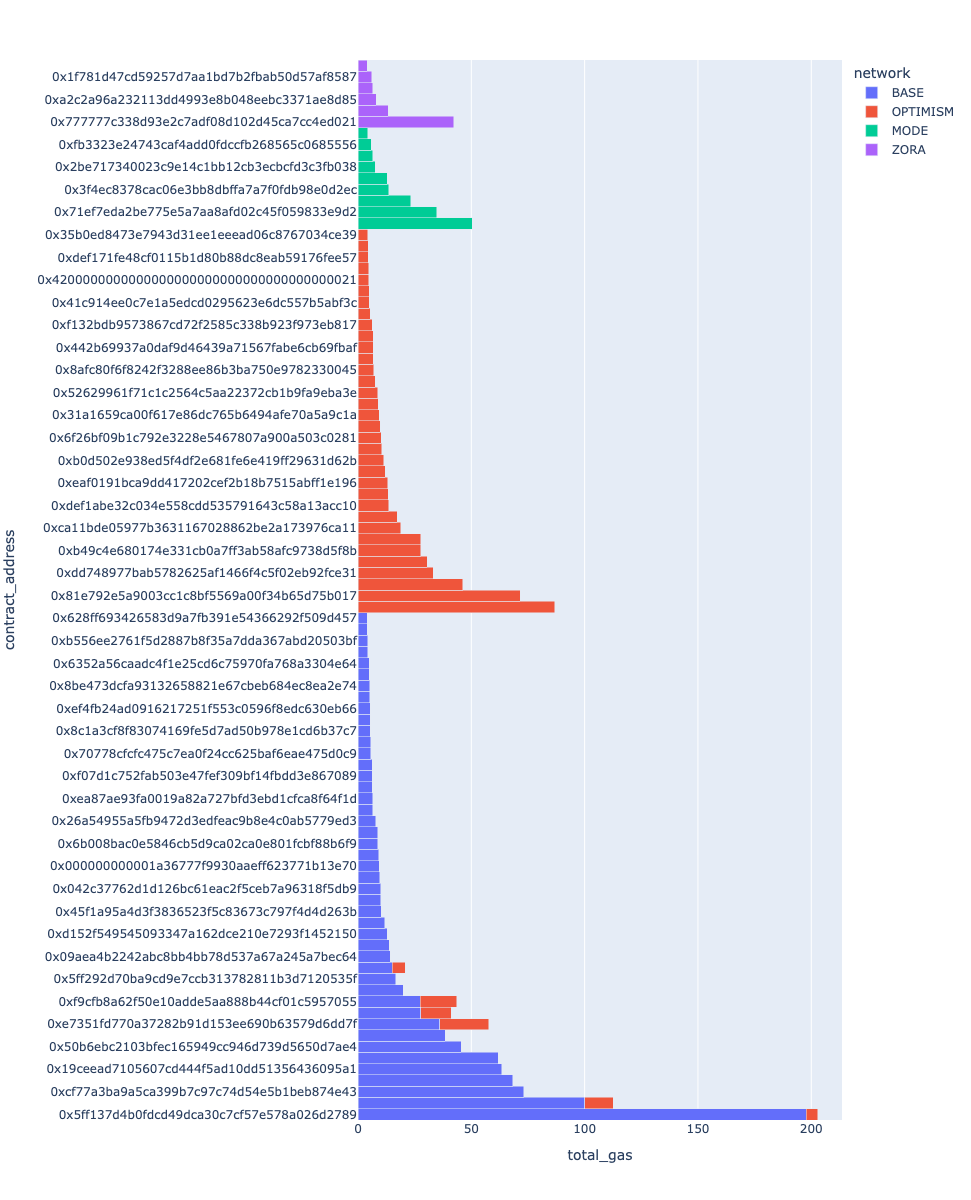 network
BASE
OPTIMISM
MODE
ZORA
0x1f781d47cd59257d7aa1bd7b2fbab50d57af8587
0xa2c2a96a232113dd4993e8b048eebc3371ae8d85
0x777777c338d93e2c7adf08d102d45ca7cc4ed021
0xfb3323e24743caf4add0fdccfb268565c0685556
0x2be717340023c9e14c1bb12cb3ecbcfd3c3fb038
0x3f4ec8378cac06e3bb8dbffa7a7f0fdb98e0d2ec
0x71ef7eda2be775e5a7aa8afd02c45f059833e9d2
0x35b0ed8473e7943d31ee1eeead06c8767034ce39
0xdef171fe48cf0115b1d80b88dc8eab59176fee57
0x4200000000000000000000000000000000000021
0x41c914ee0c7e1a5edcd0295623e6dc557b5abf3c
0xf132bdb9573867cd72f2585c338b923f973eb817
0x442b69937a0daf9d46439a71567fabe6cb69fbaf
0x8afc80f6f8242f3288ee86b3ba750e9782330045
0x52629961f71c1c2564c5aa22372cb1b9fa9eba3e
0x31a1659ca00f617e86dc765b6494afe70a5a9c1a
0x6f26bf09b1c792e3228e5467807a900a503c0281
0xb0d502e938ed5f4df2e681fe6e419ff29631d62b
0xeaf0191bca9dd417202cef2b18b7515abff1e196
0xdef1abe32c034e558cdd535791643c58a13acc10
0xca11bde05977b3631167028862be2a173976ca11
0xb49c4e680174e331cb0a7ff3ab58afc9738d5f8b
0xdd748977bab5782625af1466f4c5f02eb92fce31
0x81e792e5a9003cc1c8bf5569a00f34b65d75b017
0x628ff693426583d9a7fb391e54366292f509d457
0xb556ee2761f5d2887b8f35a7dda367abd20503bf
0x6352a56caadc4f1e25cd6c75970fa768a3304e64
0x8be473dcfa93132658821e67cbeb684ec8ea2e74
0xef4fb24ad0916217251f553c0596f8edc630eb66
0x8c1a3cf8f83074169fe5d7ad50b978e1cd6b37c7
0x70778cfcfc475c7ea0f24cc625baf6eae475d0c9
0xf07d1c752fab503e47fef309bf14fbdd3e867089
0xea87ae93fa0019a82a727bfd3ebd1cfca8f64f1d
0x26a54955a5fb9472d3edfeac9b8e4c0ab5779ed3
0x6b008bac0e5846cb5d9ca02ca0e801fcbf88b6f9
0x000000000001a36777f9930aaeff623771b13e70
0x042c37762d1d126bc61eac2f5ceb7a96318f5db9
0x45f1a95a4d3f3836523f5c83673c797f4d4d263b
0xd152f549545093347a162dce210e7293f1452150
0x09aea4b2242abc8bb4bb78d537a67a245a7bec64
0x5ff292d70ba9cd9e7ccb313782811b3d7120535f
0xf9cfb8a62f50e10adde5aa888b44cf01c5957055
0xe7351fd770a37282b91d153ee690b63579d6dd7f
0x50b6ebc2103bfec165949cc946d739d5650d7ae4
0x19ceead7105607cd444f5ad10dd51356436095a1
0xcf77a3ba9a5ca399b7c97c74d54e5b1beb874e43
0x5ff137d4b0fdcd49dca30c7cf57e578a026d2789
contract_address
0
50
100
150
200
total_gas